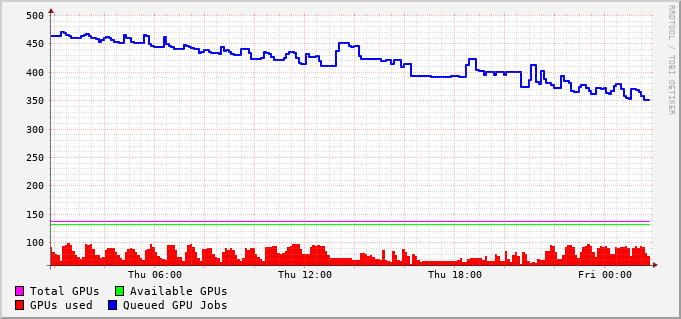 500
450
400
350
300
250
200
150
100
Thu 06:00 Thu 12:00 Thu 18:00 Fri 00:00
Total GPUs Available GPUs
GPUs used Queued GPU Jobs
RRDTOOL / TOBI OETIKER